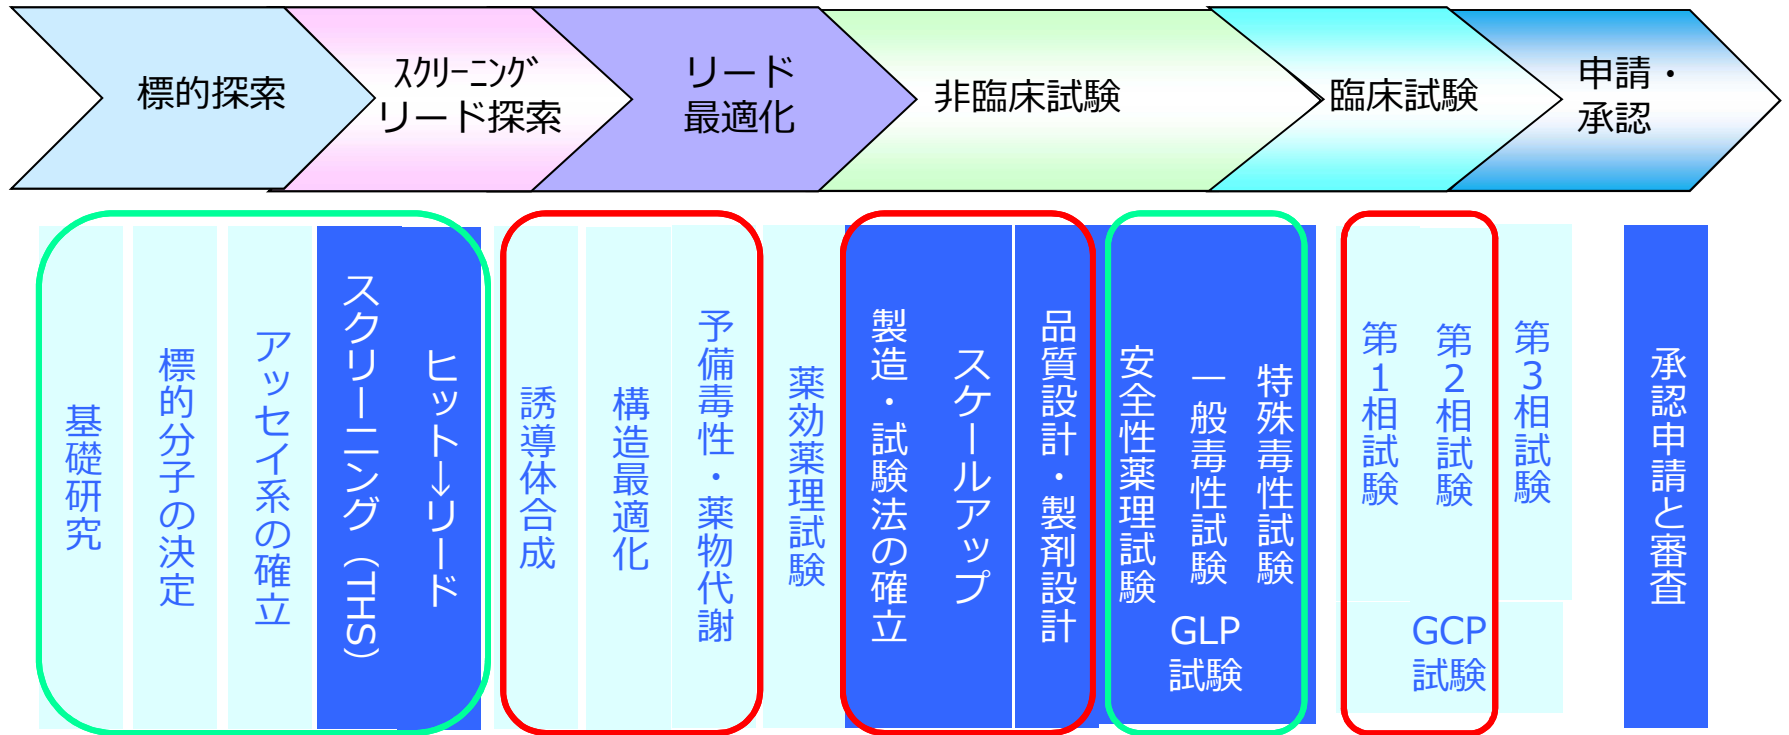 標的探索
ｽｸﾘｰﾆﾝｸﾞ
リード探索
リード
最適化
非臨床試験
臨床試験
申請・
承認
基礎研究
標的分子の決定
アッセイ系の確立
スクリーニング（THS）
ヒット→リード
誘導体合成
構造最適化
予備毒性・薬物代謝
薬効薬理試験
製造・試験法の確立
スケールアップ
品質設計・製剤設計
安全性薬理試験
一般毒性試験
特殊毒性試験
GLP
試験
第1相試験
第2相試験
第3相試験
GCP
試験
承認申請と審査